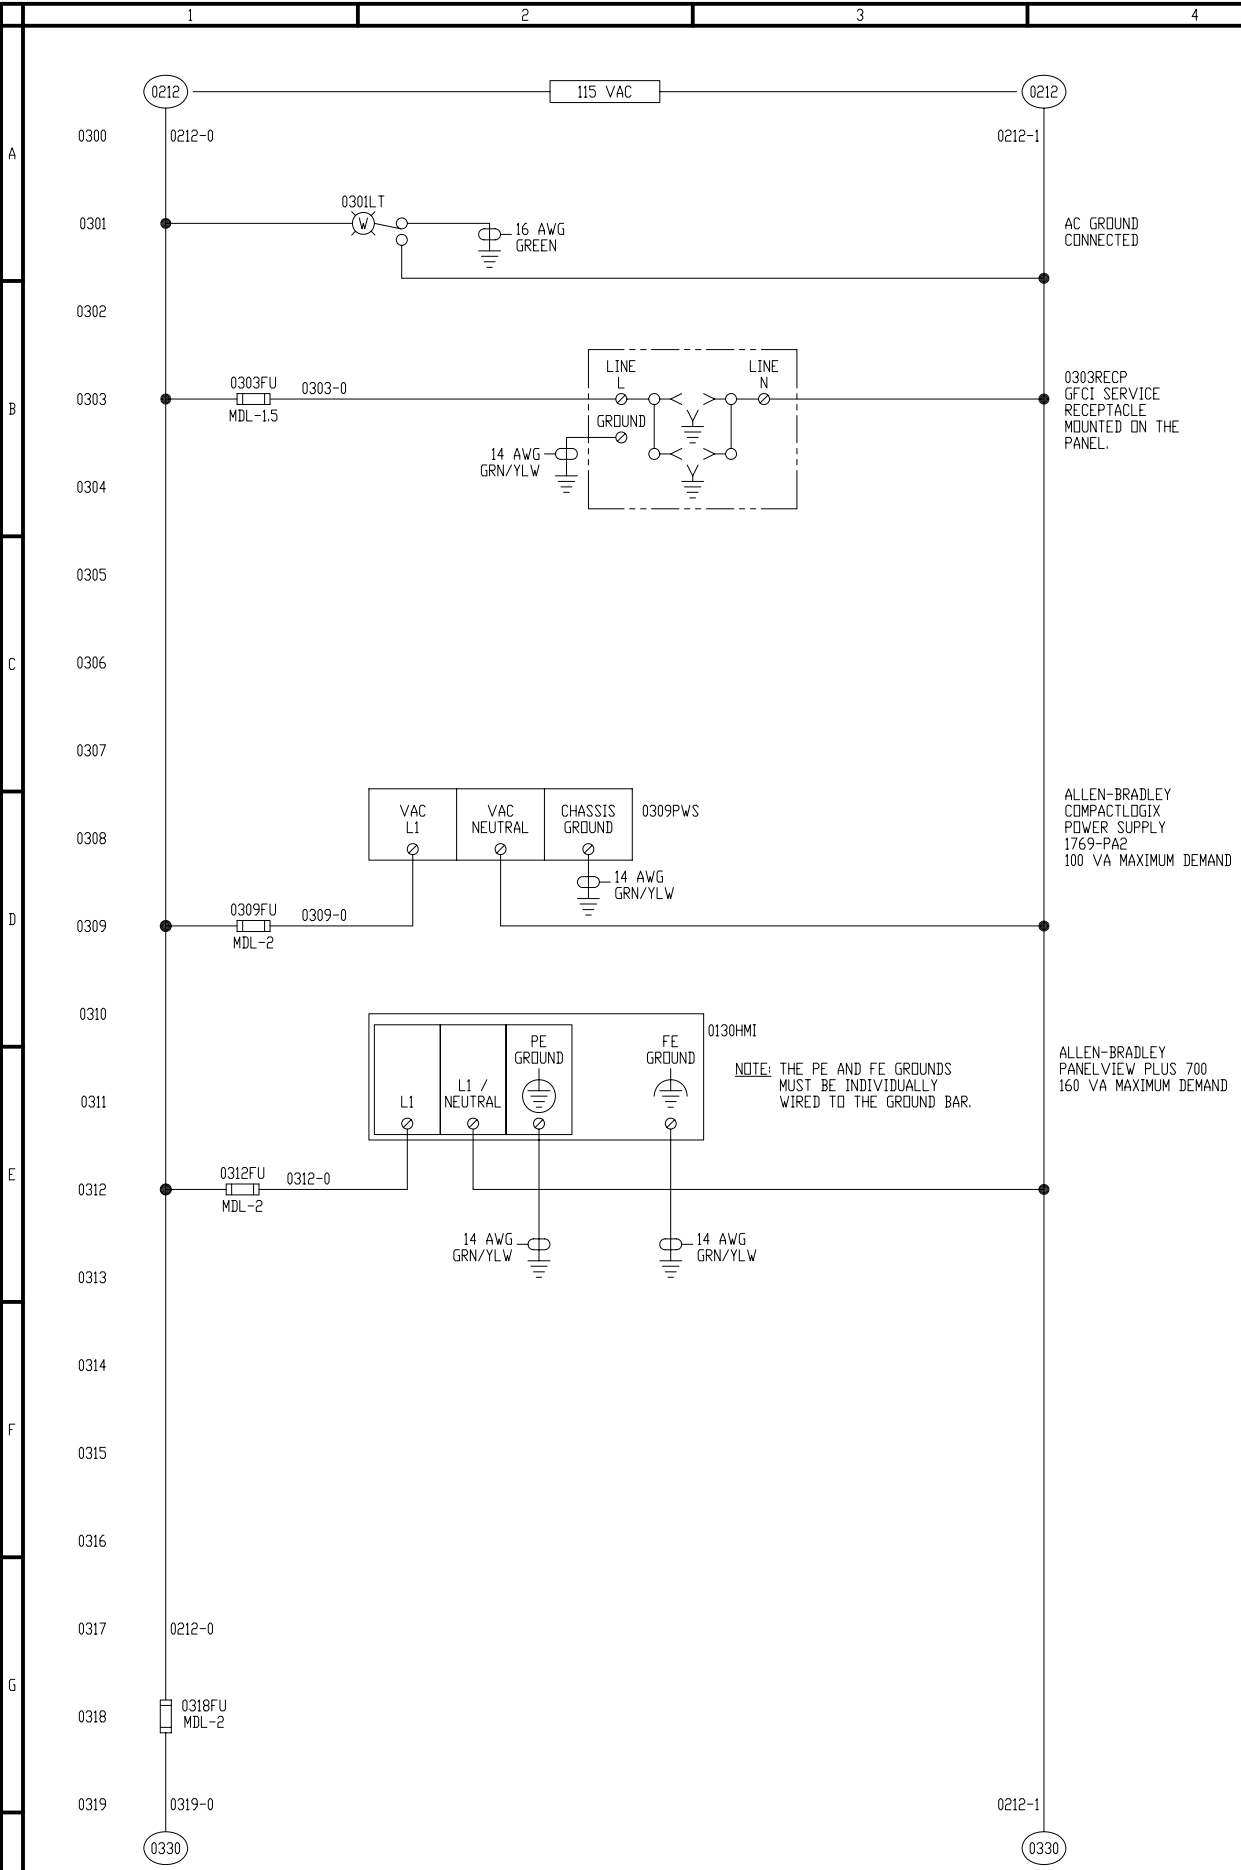 1 2 3 4
0212 115 VAC 0212
0300 0212-0 0212-1
A
0301LT
0301 W 16 AWG
GREEN
AC GROUND
CONNECTED
0302
LINE
L
LINE
N
0303FU 0303-0
0303
MDL-1.5
B
GROUND
14 AWG
GRN/YLW
0303RECP
GFCI SERVICE
RECEPTACLE
MOUNTED ON THE
PANEL.
0304
0305
C
0306
0307
VAC
L1
VAC
NEUTRAL
CHASSIS
GROUND
0309PWS
0308
14 AWG
GRN/YLW
ALLEN-BRADLEY
COMPACTLOGIX
POWER SUPPLY
1769-PA2
100 VA MAXIMUM DEMAND
D
0309FU 0309-0
0309
MDL-2
0310
0130HMI
L1
L1 /
NEUTRAL
PE
GROUND
FE
GROUND
NOTE: THE PE AND FE GROUNDS
MUST BE INDIVIDUALLY
WIRED TO THE GROUND BAR.
ALLEN-BRADLEY
PANELVIEW PLUS 700
160 VA MAXIMUM DEMAND
0311
E
0312FU 0312-0
0312
MDL-2
14 AWG
GRN/YLW
14 AWG
GRN/YLW
0313
0314
F
0315
0316
0317 0212-0
G
0318 0318FU
MDL-2
0319 0319-0 0212-1
0330 0330